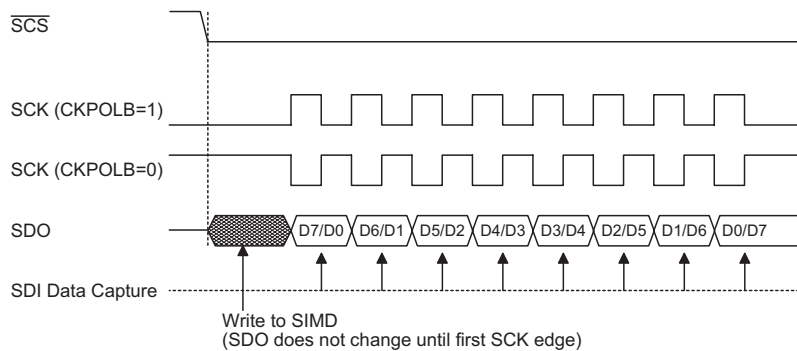 SCS
SCK (CKPOLB=1)
SCK (CKPOLB=0)
SDO D7/D0 D6/D1 D5/D2 D4/D3 D3/D4 D2/D5 D1/D6 D0/D7
SDI Data Capture
Write to SIMD
(SDO does not change until first SCK edge)